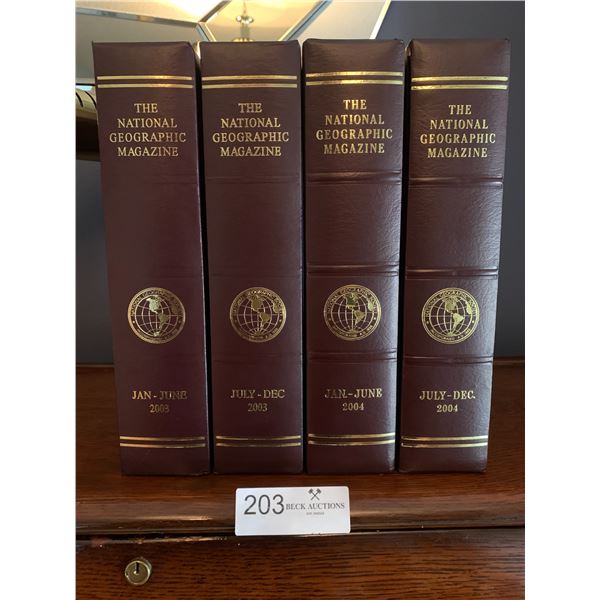 THE
NATIONAL
GEOGRAPHIC
MAGAZINE
JAN-JUNE
2003
THE
NATIONAL
GEOGRAPHIC
MAGAZINE
JULY-DEC
2003
THE
NATIONAL
GEOGRAPHIC
MAGAZINE
JAN.-JUNE
2004
THE
NATIONAL
GEOGRAPHIC
MAGAZINE
JULY-DEC.
2004
203
BECK AUCTIONS